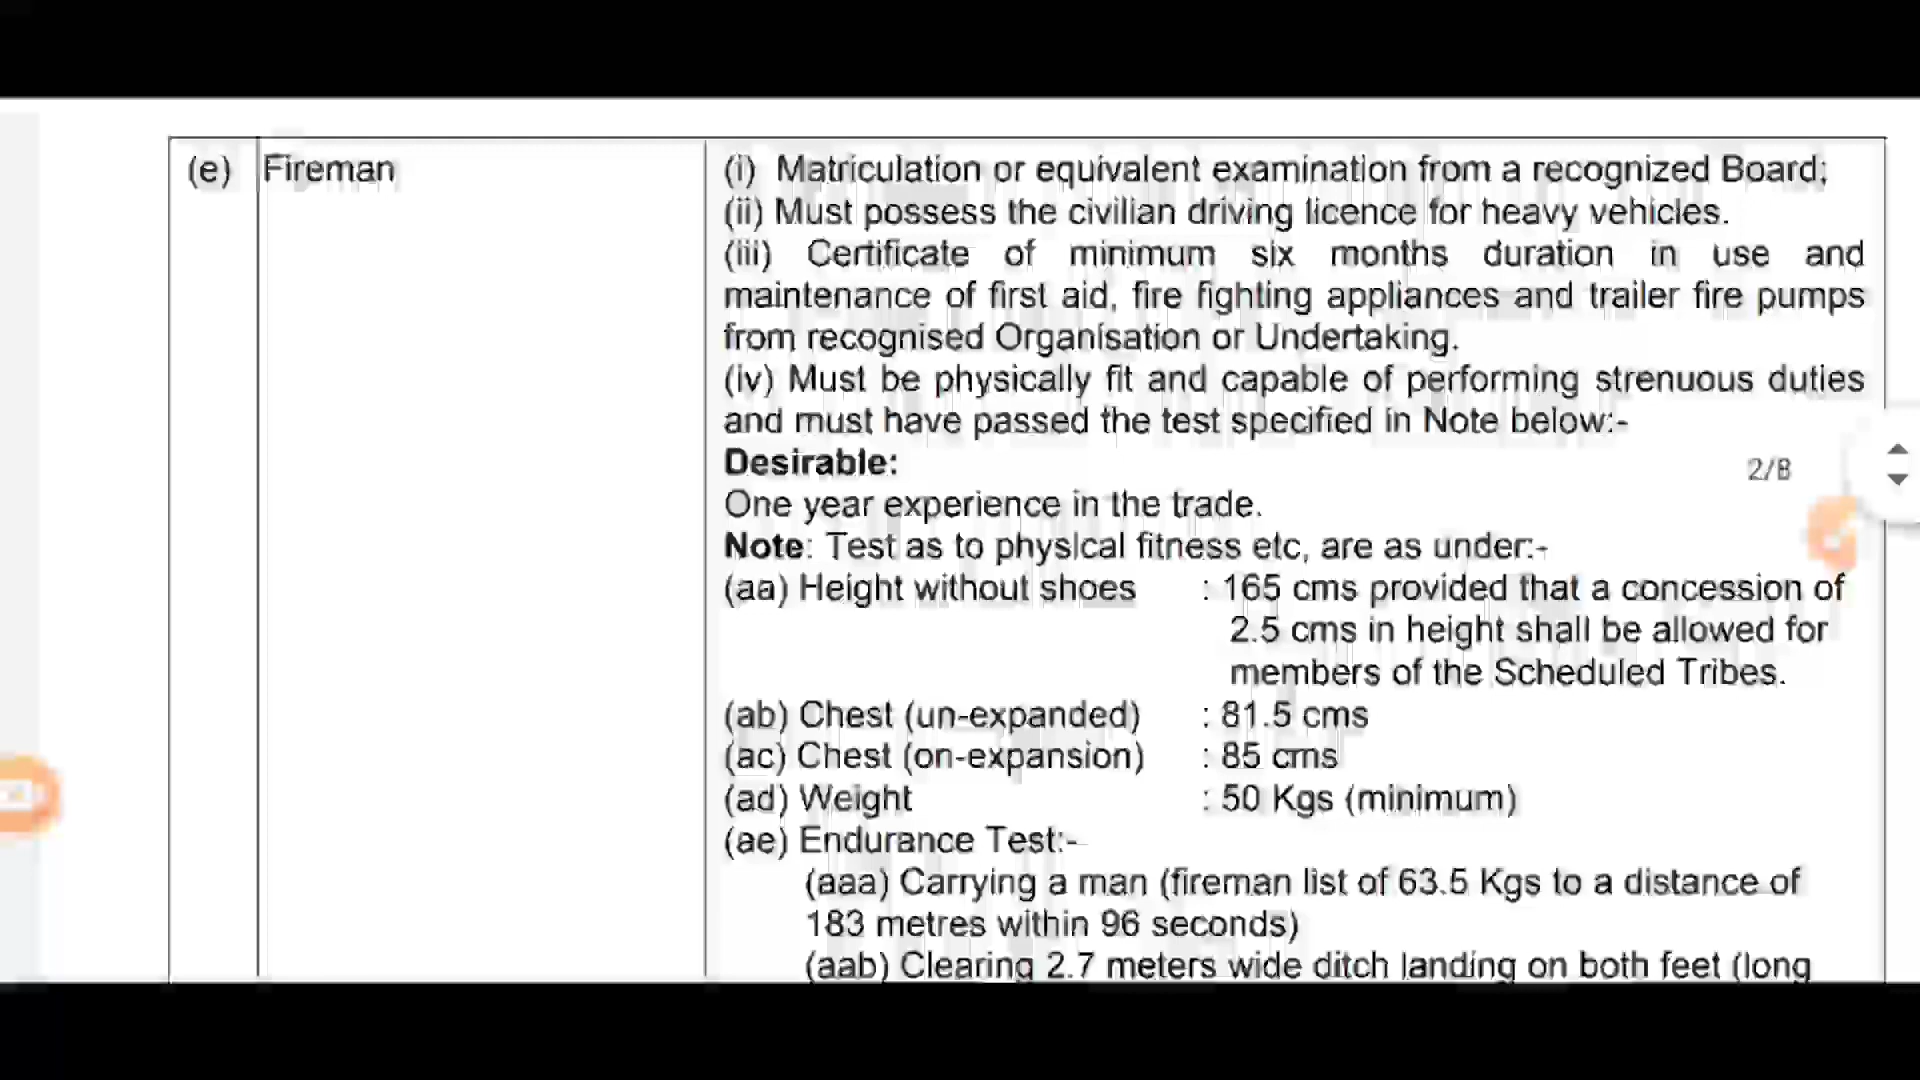 (e) Fireman (i) Matriculation or equivalent examination from a recognized Board;
(ii) Must possess the civilian driving licence for heavy vehicles.
(iii) Certificate of minimum six months duration in use and
maintenance of first aid, fire fighting appliances and trailer fire pumps
from recognised Organisation or Undertaking.
(iv) Must be physically fit and capable of performing strenuous duties
and must have passed the test specified in Note below:-
Desirable:
2/8
One year experience in the trade.
Note: Test as to physical fitness etc, are as under:-
(aa) Height without shoes : 165 cms provided that a concession of
2.5 cms in height shall be allowed for
members of the Scheduled Tribes.
(ab) Chest (un-expanded) : 81.5 cms
(ac) Chest (on-expansion) : 85 cms
(ad) Weight : 50 Kgs (minimum)
(ae) Endurance Test:-
(aaa) Carrying a man (fireman list of 63.5 Kgs to a distance of
183 metres within 96 seconds)
(aab) Clearing 2.7 meters wide ditch landing on both feet (long